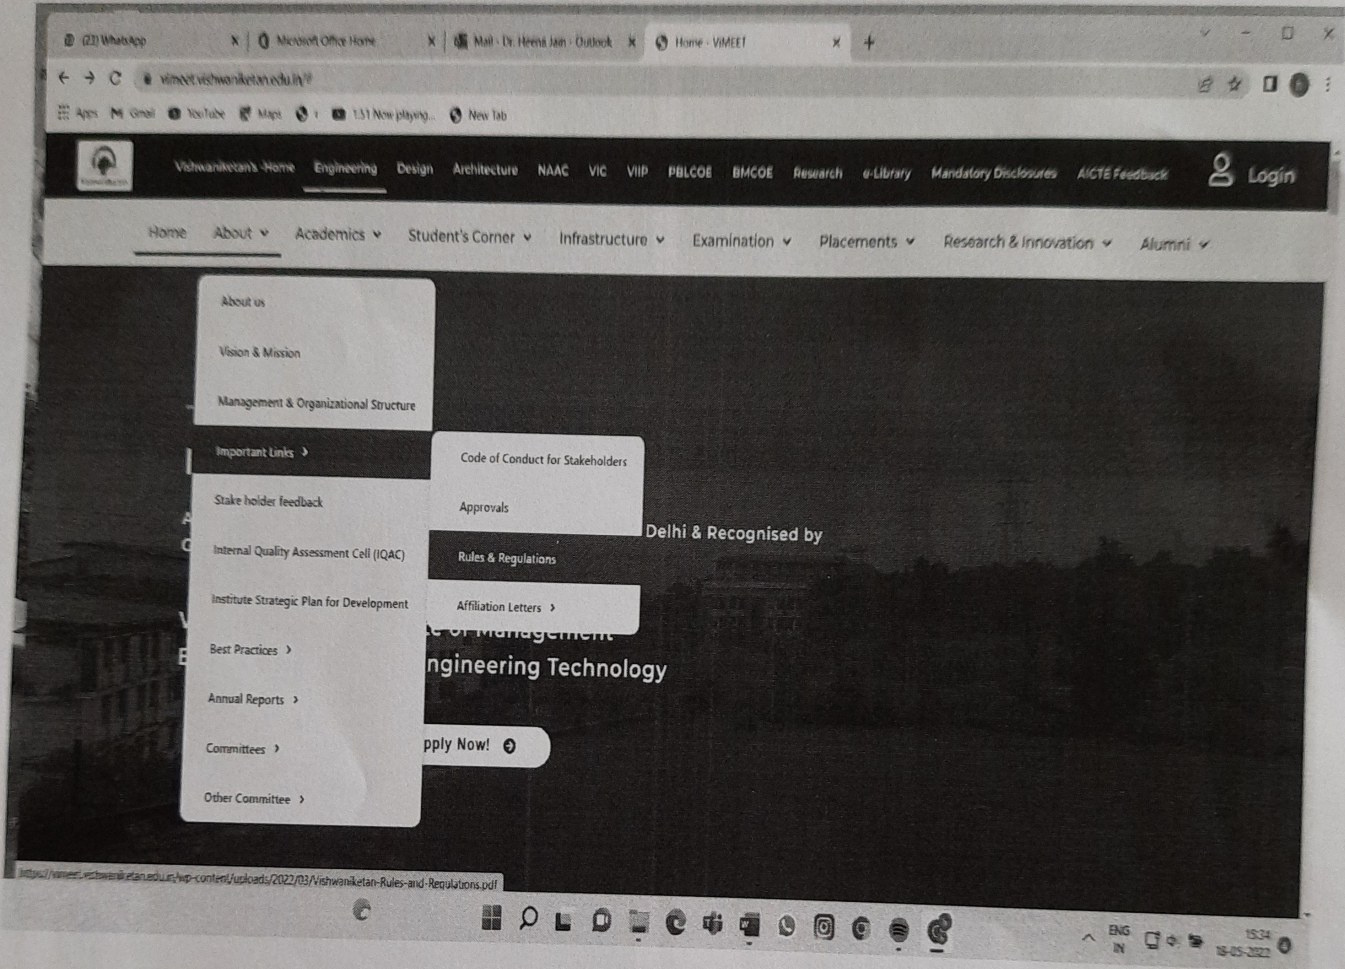 (21) WhatsApp
Microsoft Office Home
Mail - Dr. Heena Jain - Outlook
Home - ViMEET
vimeet.vishwaniketan.edu.in/#
Apps Gmail YouTube Maps 1:51 Now playing... New Tab
Vishwaniketan's -Home Engineering Design Architecture NAAC VIC VIIP PBLCOE BMCOE Research e-Library Mandatory Disclosures AICTE Feedback Login
Home About Academics Student's Corner Infrastructure Examination Placements Research & Innovation Alumni
About us
Vision & Mission
Management & Organizational Structure
Important Links
Code of Conduct for Stakeholders
Stake holder feedback
Approvals
Delhi & Recognised by
Internal Quality Assessment Cell (IQAC)
Rules & Regulations
Institute Strategic Plan for Development
Affiliation Letters
te of Management
Best Practices
ngineering Technology
Annual Reports
Committees
pply Now!
Other Committee
https://vimeet.vishwaniketan.edu.in/wp-content/uploads/2022/03/Vishwaniketan-Rules-and-Regulations.pdf
ENG
IN
15:34
18-05-2022